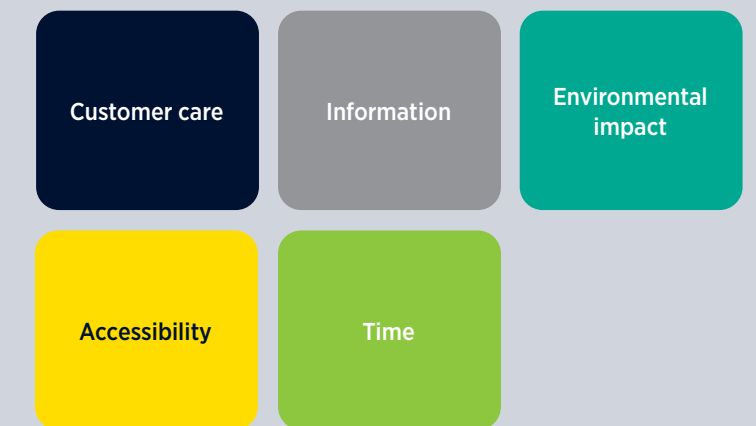 Customer care
Information
Environmental
impact
Accessibility
Time